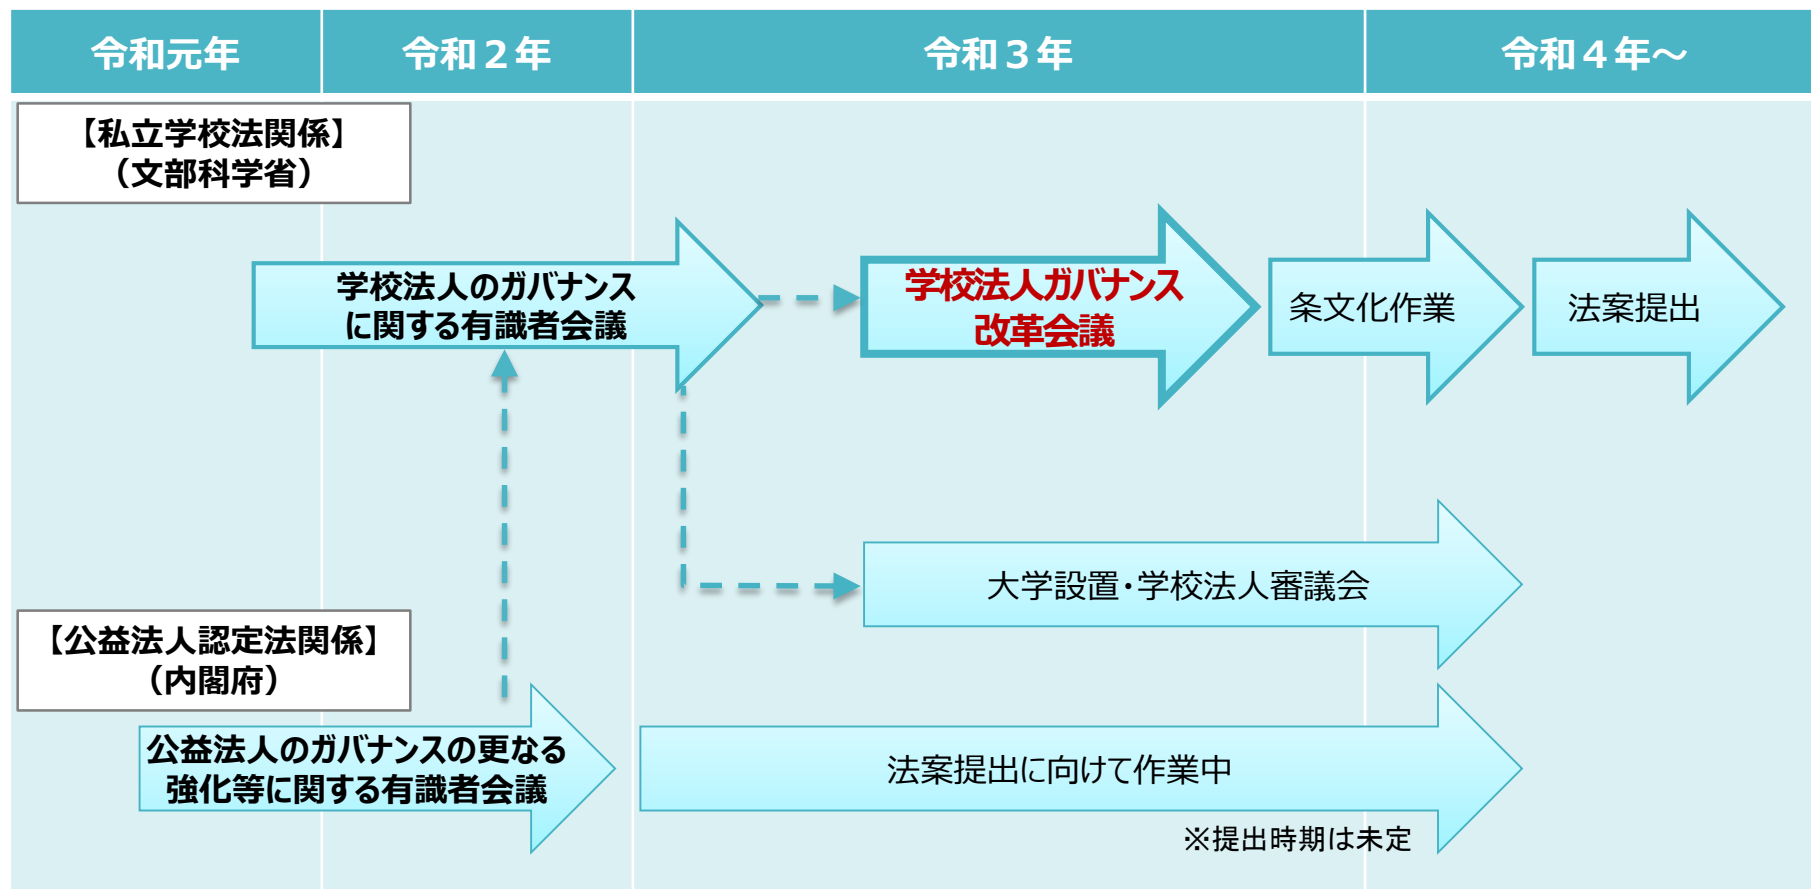 令和元年
令和２年
令和３年
令和４年～
【私立学校法関係】
（文部科学省）
学校法人のガバナンス
に関する有識者会議
学校法人ガバナンス
改革会議
条文化作業
法案提出
大学設置・学校法人審議会
【公益法人認定法関係】
（内閣府）
公益法人のガバナンスの更なる
強化等に関する有識者会議
法案提出に向けて作業中
※提出時期は未定